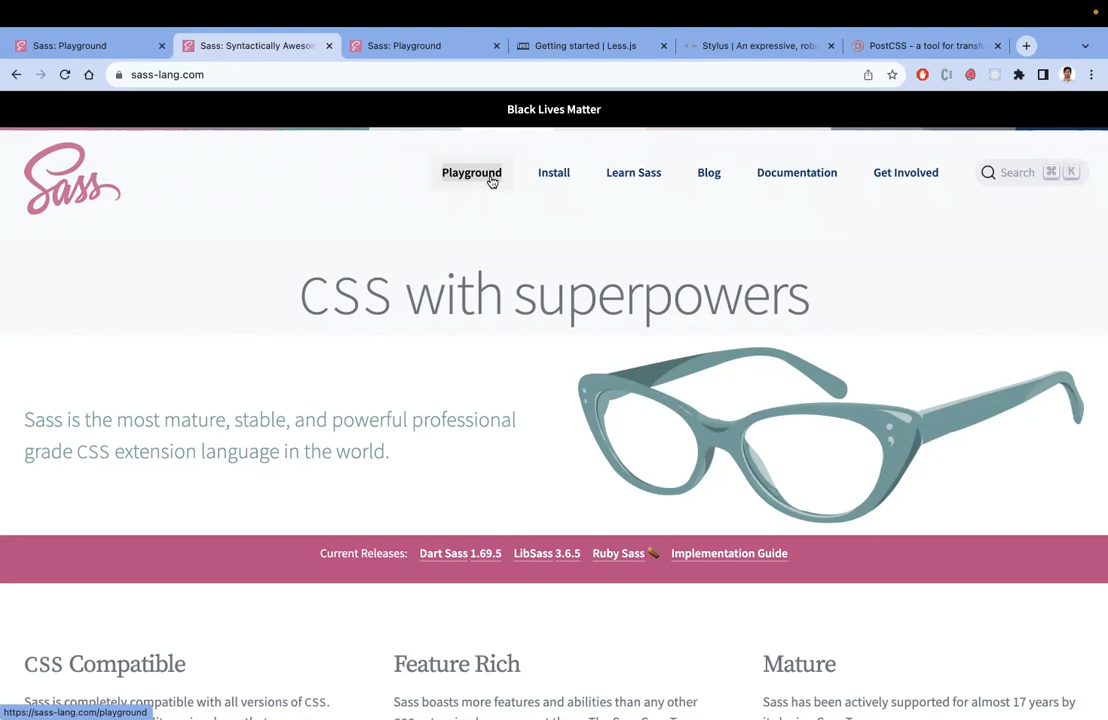 Sass: Playground
Sass: Syntactically Aweson
Sass: Playground
Getting started | Less.js
Stylus | An expressive, rob
PostCSS - a tool for transf
sass-lang.com
Black Lives Matter
Sass
Playground
Install
Learn Sass
Blog
Documentation
Get Involved
Search ⌘ K
CSS with superpowers
Sass is the most mature, stable, and powerful professional
grade CSS extension language in the world.
Current Releases: Dart Sass 1.69.5 LibSass 3.6.5 Ruby Sass Implementation Guide
CSS Compatible
Sass is completely compatible with all versions of CSS.
Feature Rich
Sass boasts more features and abilities than any other
Mature
Sass has been actively supported for almost 17 years by
https://sass-lang.com/playground